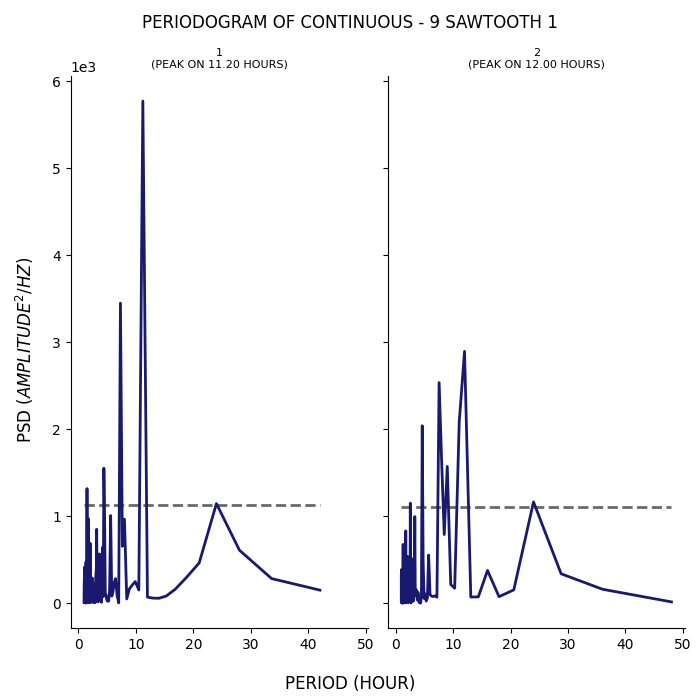 PERIODOGRAM OF CONTINUOUS - 9 SAWTOOTH 1
1
(PEAK ON 11.20 HOURS)
2
(PEAK ON 12.00 HOURS)
1e3
6
5
4
3
2
1
0
PSD (AMPLITUDE²/HZ)
0 10 20 30 40 50
0 10 20 30 40 50
PERIOD (HOUR)